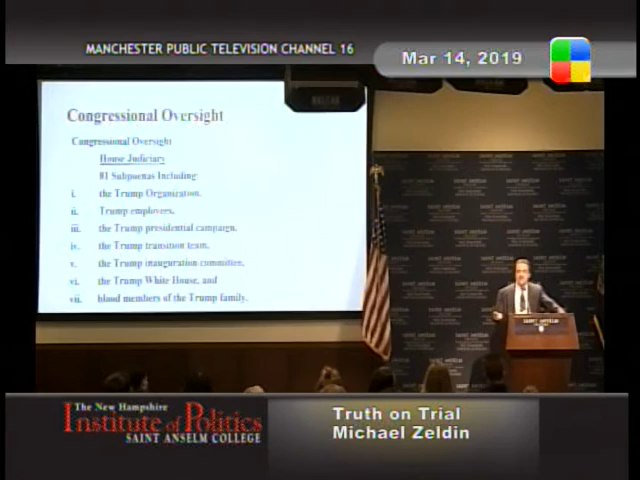 MANCHESTER PUBLIC TELEVISION CHANNEL 16
Mar 14, 2019
Congressional Oversight
Congressional Oversight
House Judiciary
81 Subpoenas Including
i. the Trump Organization,
ii. Trump employees,
iii. the Trump presidential campaign,
iv. the Trump transition team,
v. the Trump inauguration committee,
vi. the Trump White House, and
vii. blood members of the Trump family.
SAINT ANSELM
The New Hampshire
Institute of Politics
SAINT ANSELM COLLEGE
Truth on Trial
Michael Zeldin